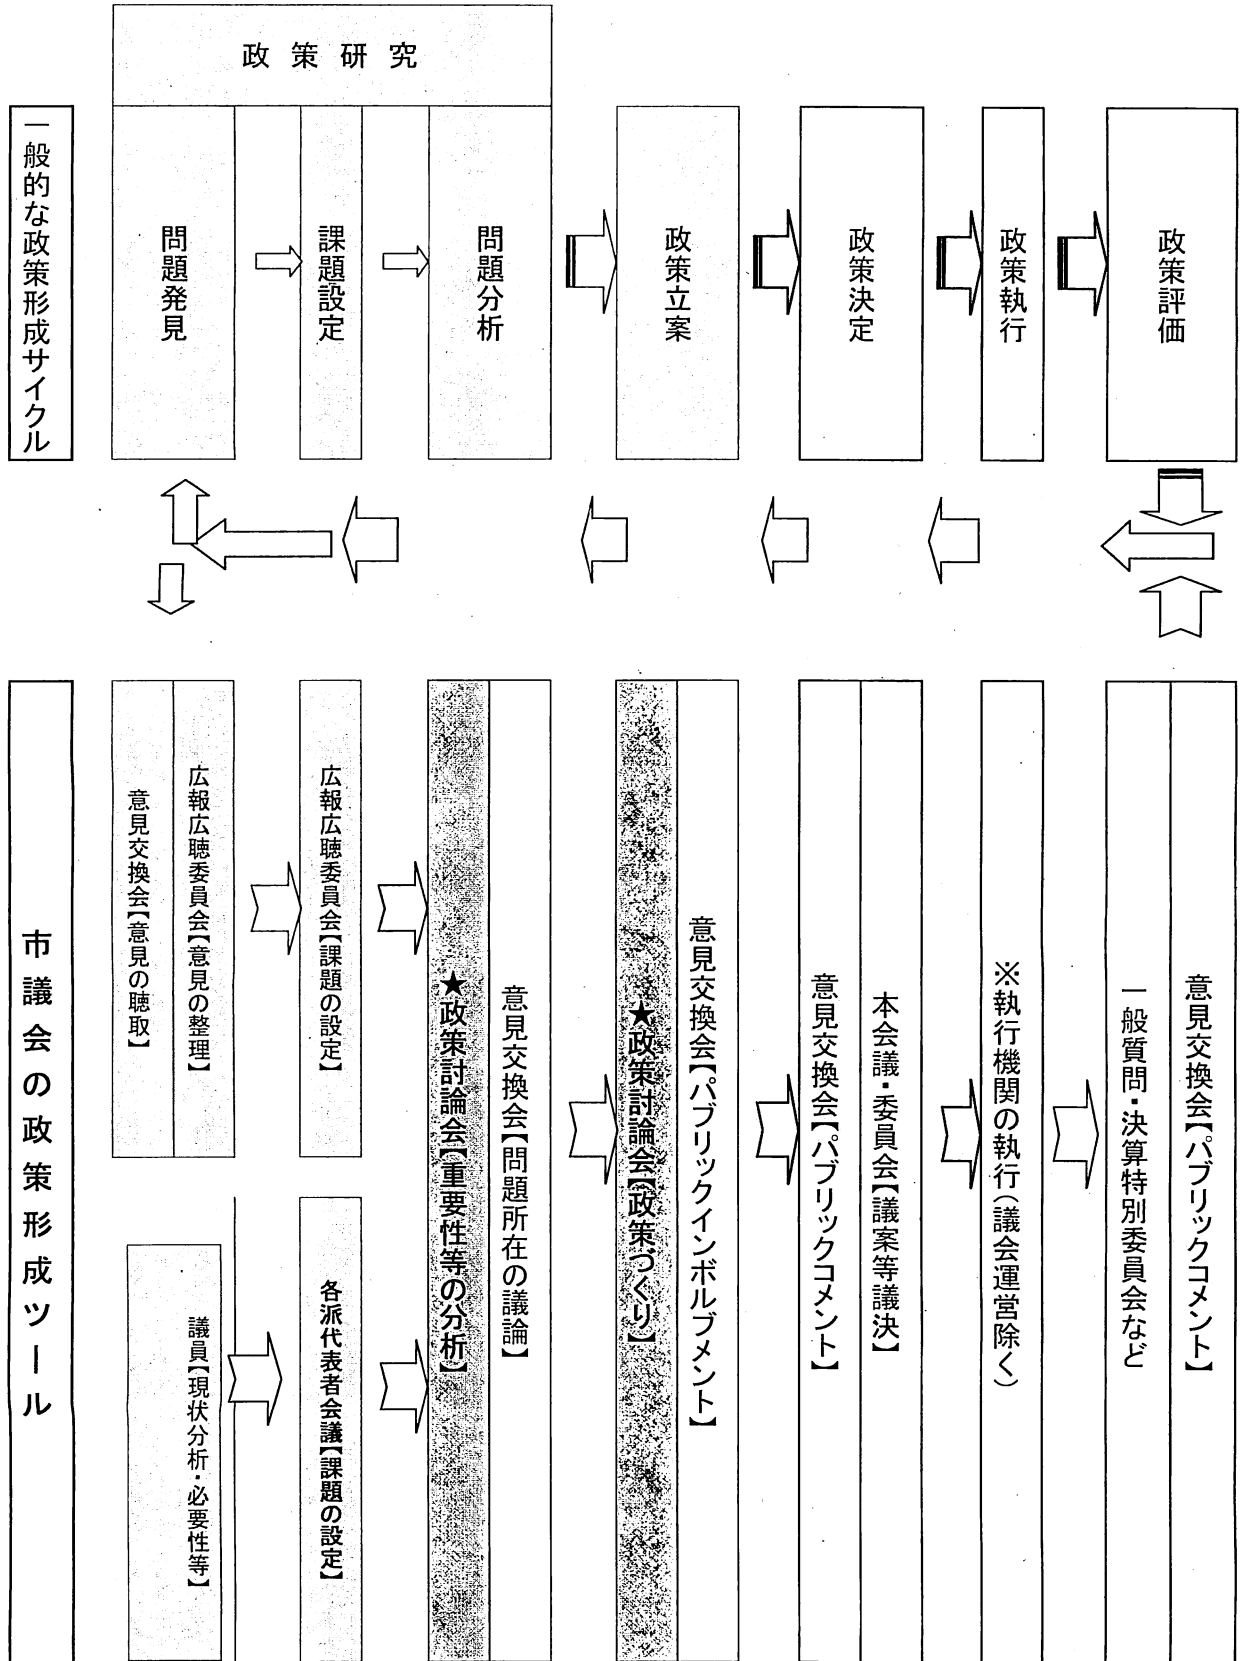 政策研究
一般的な政策形成サイクル
問題発見
課題設定
問題分析
政策立案
政策決定
政策執行
政策評価
市議会の政策形成ツール
意見交換会【意見の聴取】
広報広聴委員会【意見の整理】
広報広聴委員会【課題の設定】
議員【現状分析・必要性等】
各派代表者会議【課題の設定】
★政策討論会【重要性等の分析】
意見交換会【問題所在の議論】
★政策討論会【政策づくり】
意見交換会【パブリックインボルブメント】
意見交換会【パブリックコメント】
本会議・委員会【議案等議決】
※執行機関の執行（議会運営除く）
一般質問・決算特別委員会など
意見交換会【パブリックコメント】